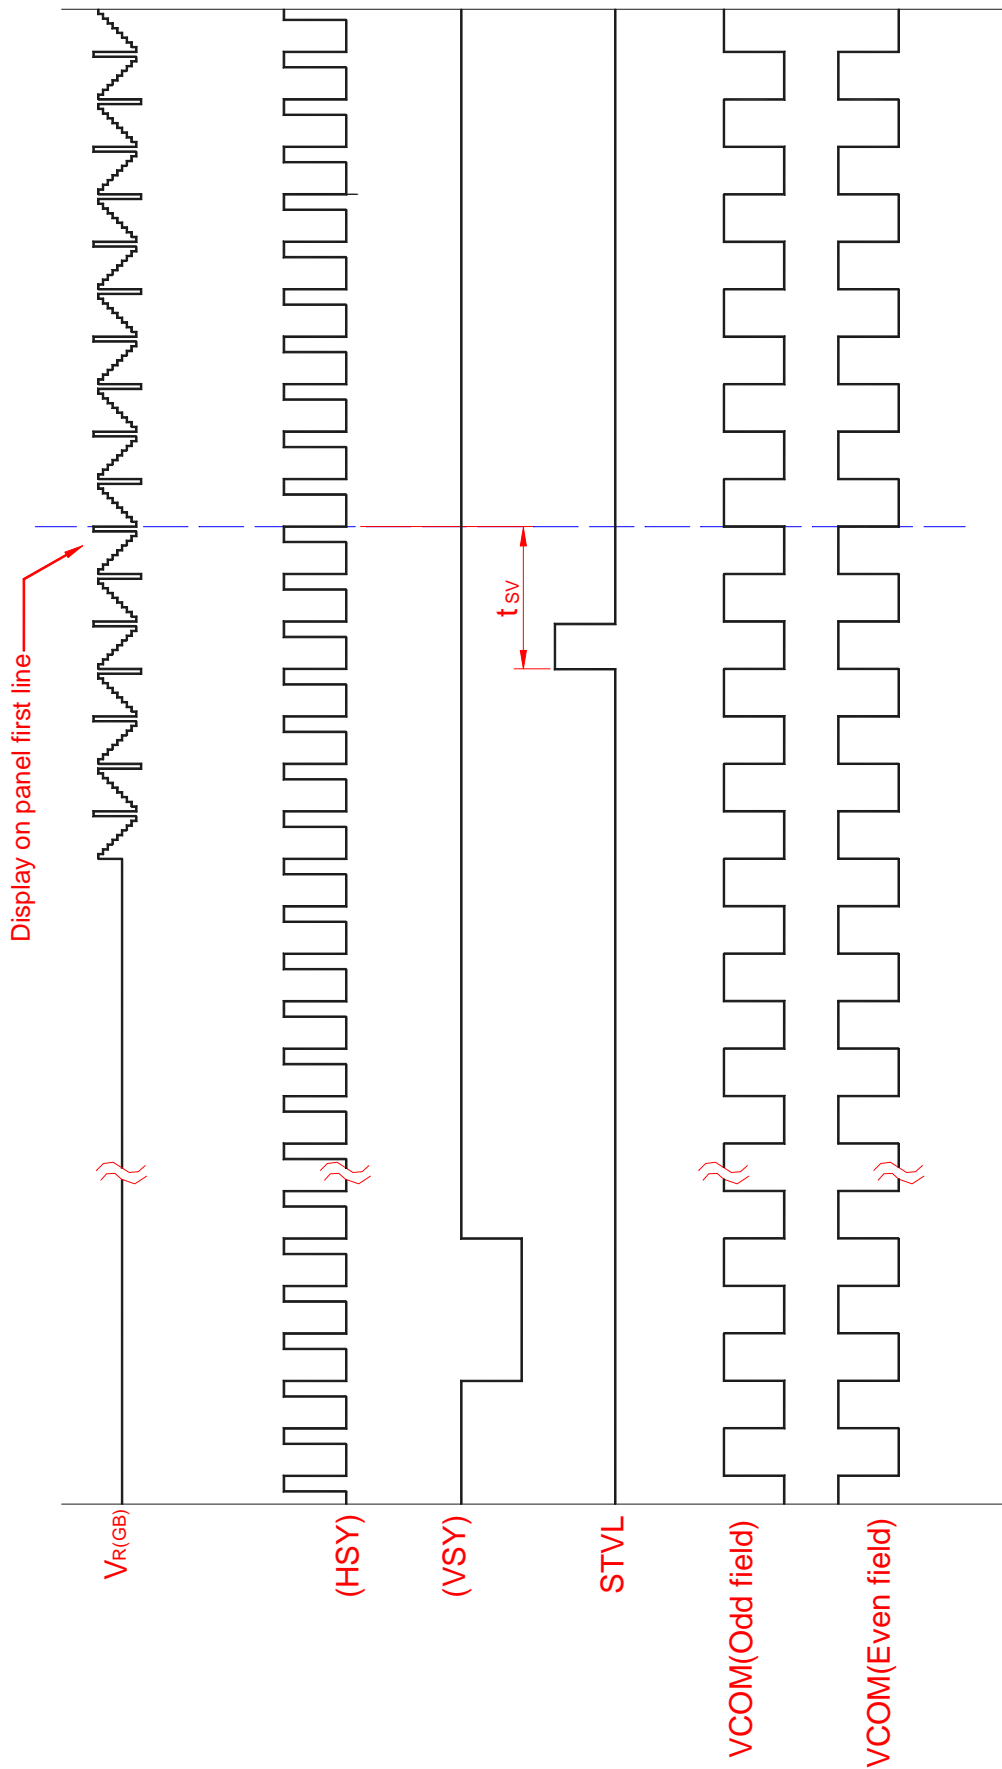 Display on panel first line
tSV
VR(GB)
(HSY)
(VSY)
STVL
VCOM(Odd field)
VCOM(Even field)